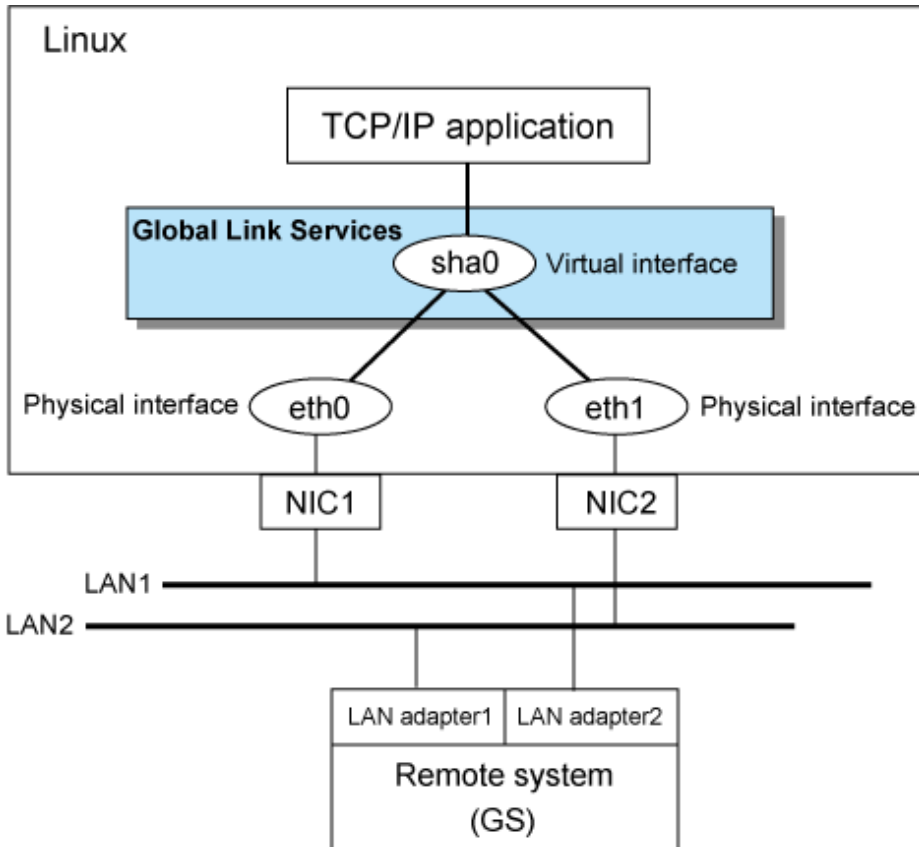 Linux
TCP/IP application
Global Link Services
sha0
Virtual interface
Physical interface
eth0
eth1
Physical interface
NIC1
NIC2
LAN1
LAN2
LAN adapter1
LAN adapter2
Remote system
(GS)